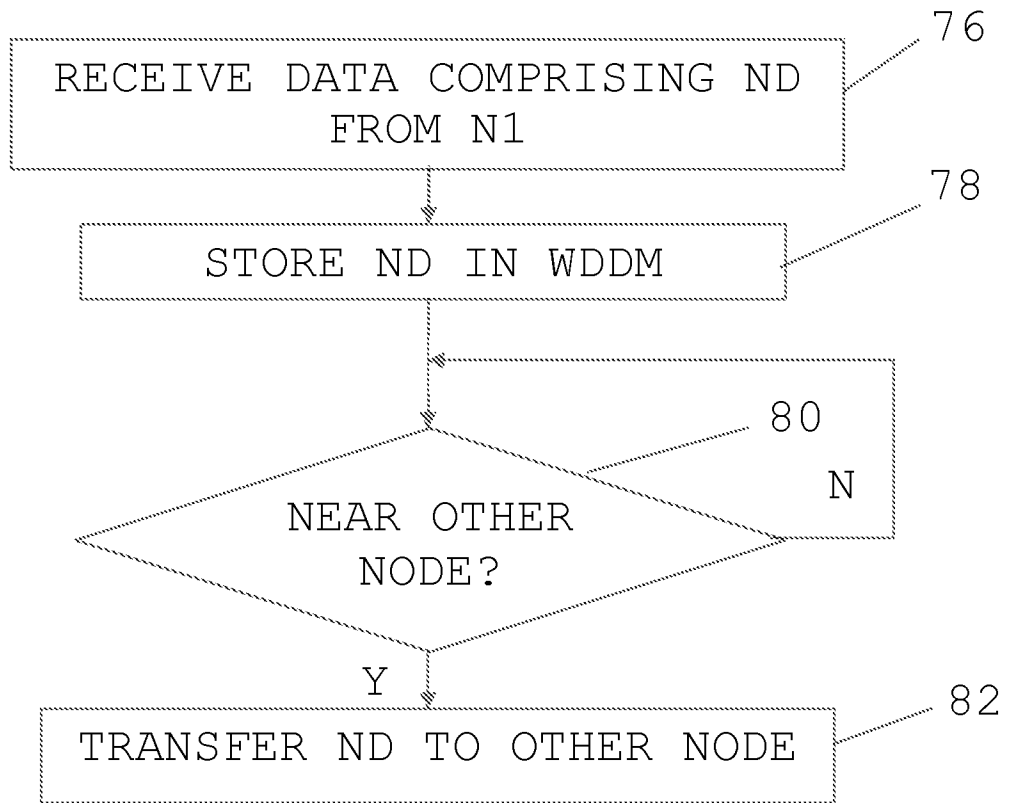 76
RECEIVE DATA COMPRISING ND
FROM N1
78
STORE ND IN WDDM
80
N
NEAR OTHER
NODE?
Y
82
TRANSFER ND TO OTHER NODE